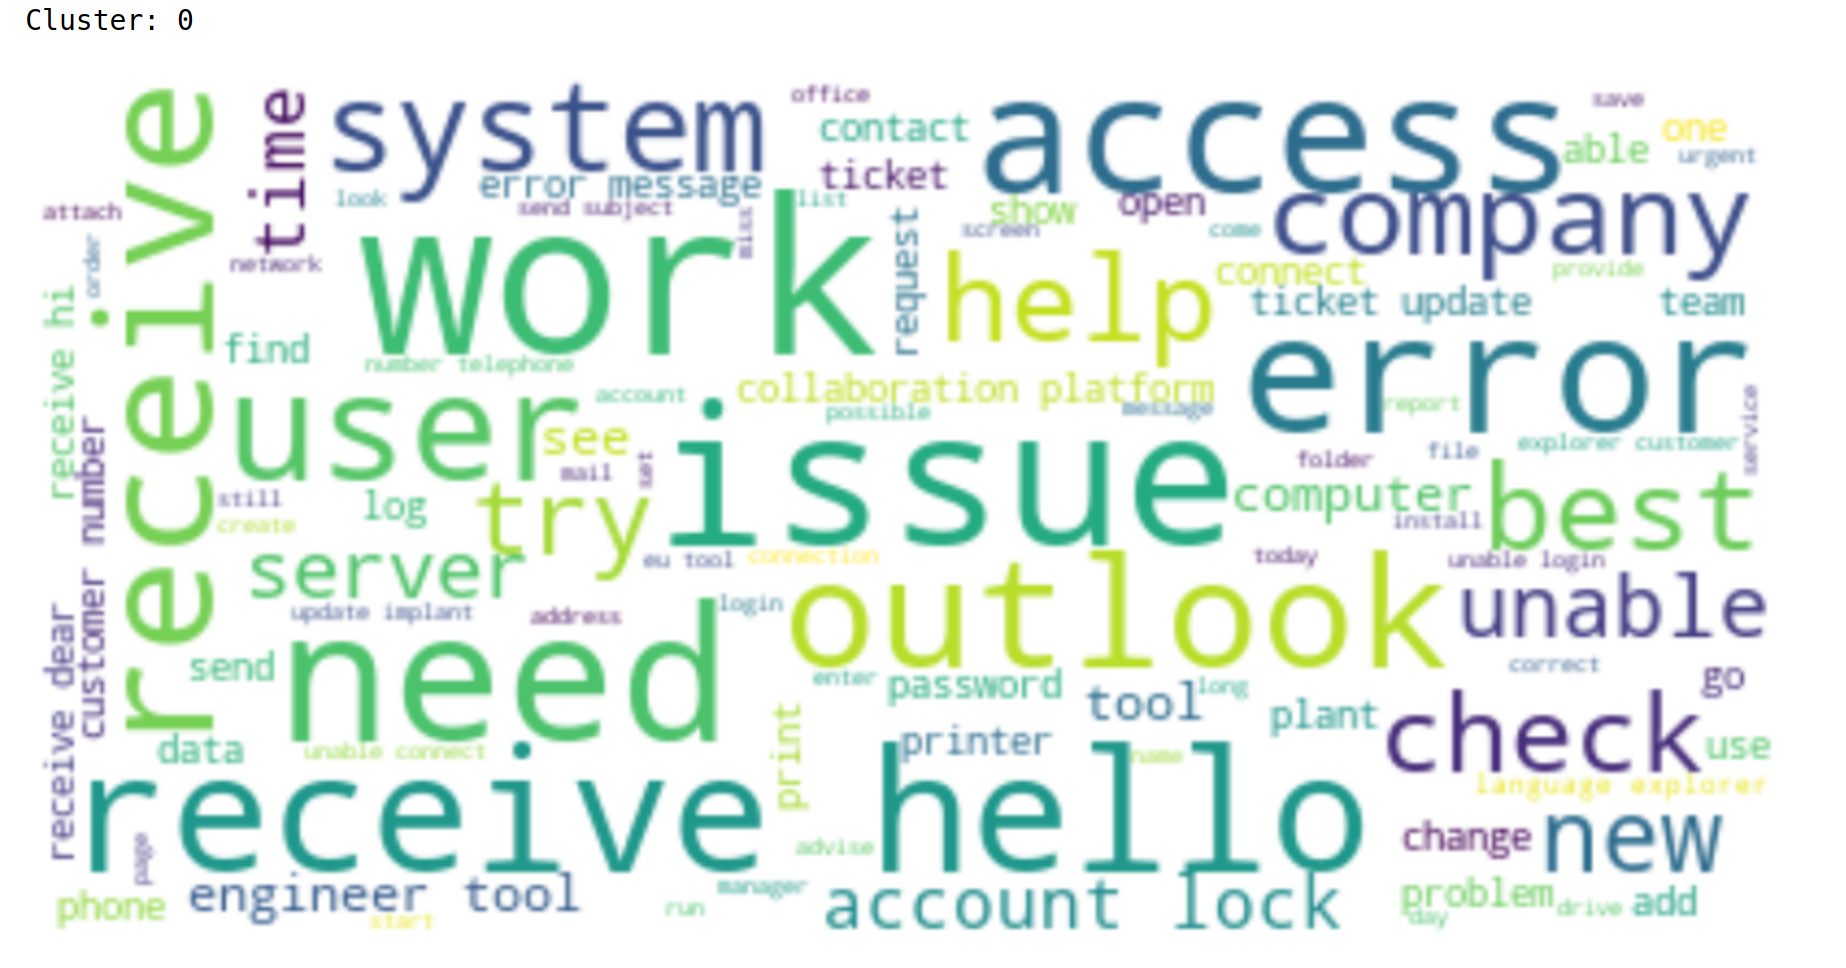 Cluster: 0
receive
time
system
office
contact
ticket
access
save
able
one
urgent
error message
look
send subject
attach
order
network
miss
list
show
open
screen
come
company
work
request
help
connect
provide
ticket update
team
receive hi
find
number telephone
error
user
account
collaboration platform
possible
message
report
service
see
mail
set
issue
explorer customer
folder
file
customer number
still
create
log
try
computer
install
best
server
eu tool
connection
today
unable login
update implant
address
login
outlook
unable
receive dear
send
need
enter
password
correct
go
tool
long
plant
check
use
data
unable connect
print
printer
name
language explorer
receive hello
page
advise
change
new
phone
engineer tool
start
run
manager
account lock
problem
day
drive
add